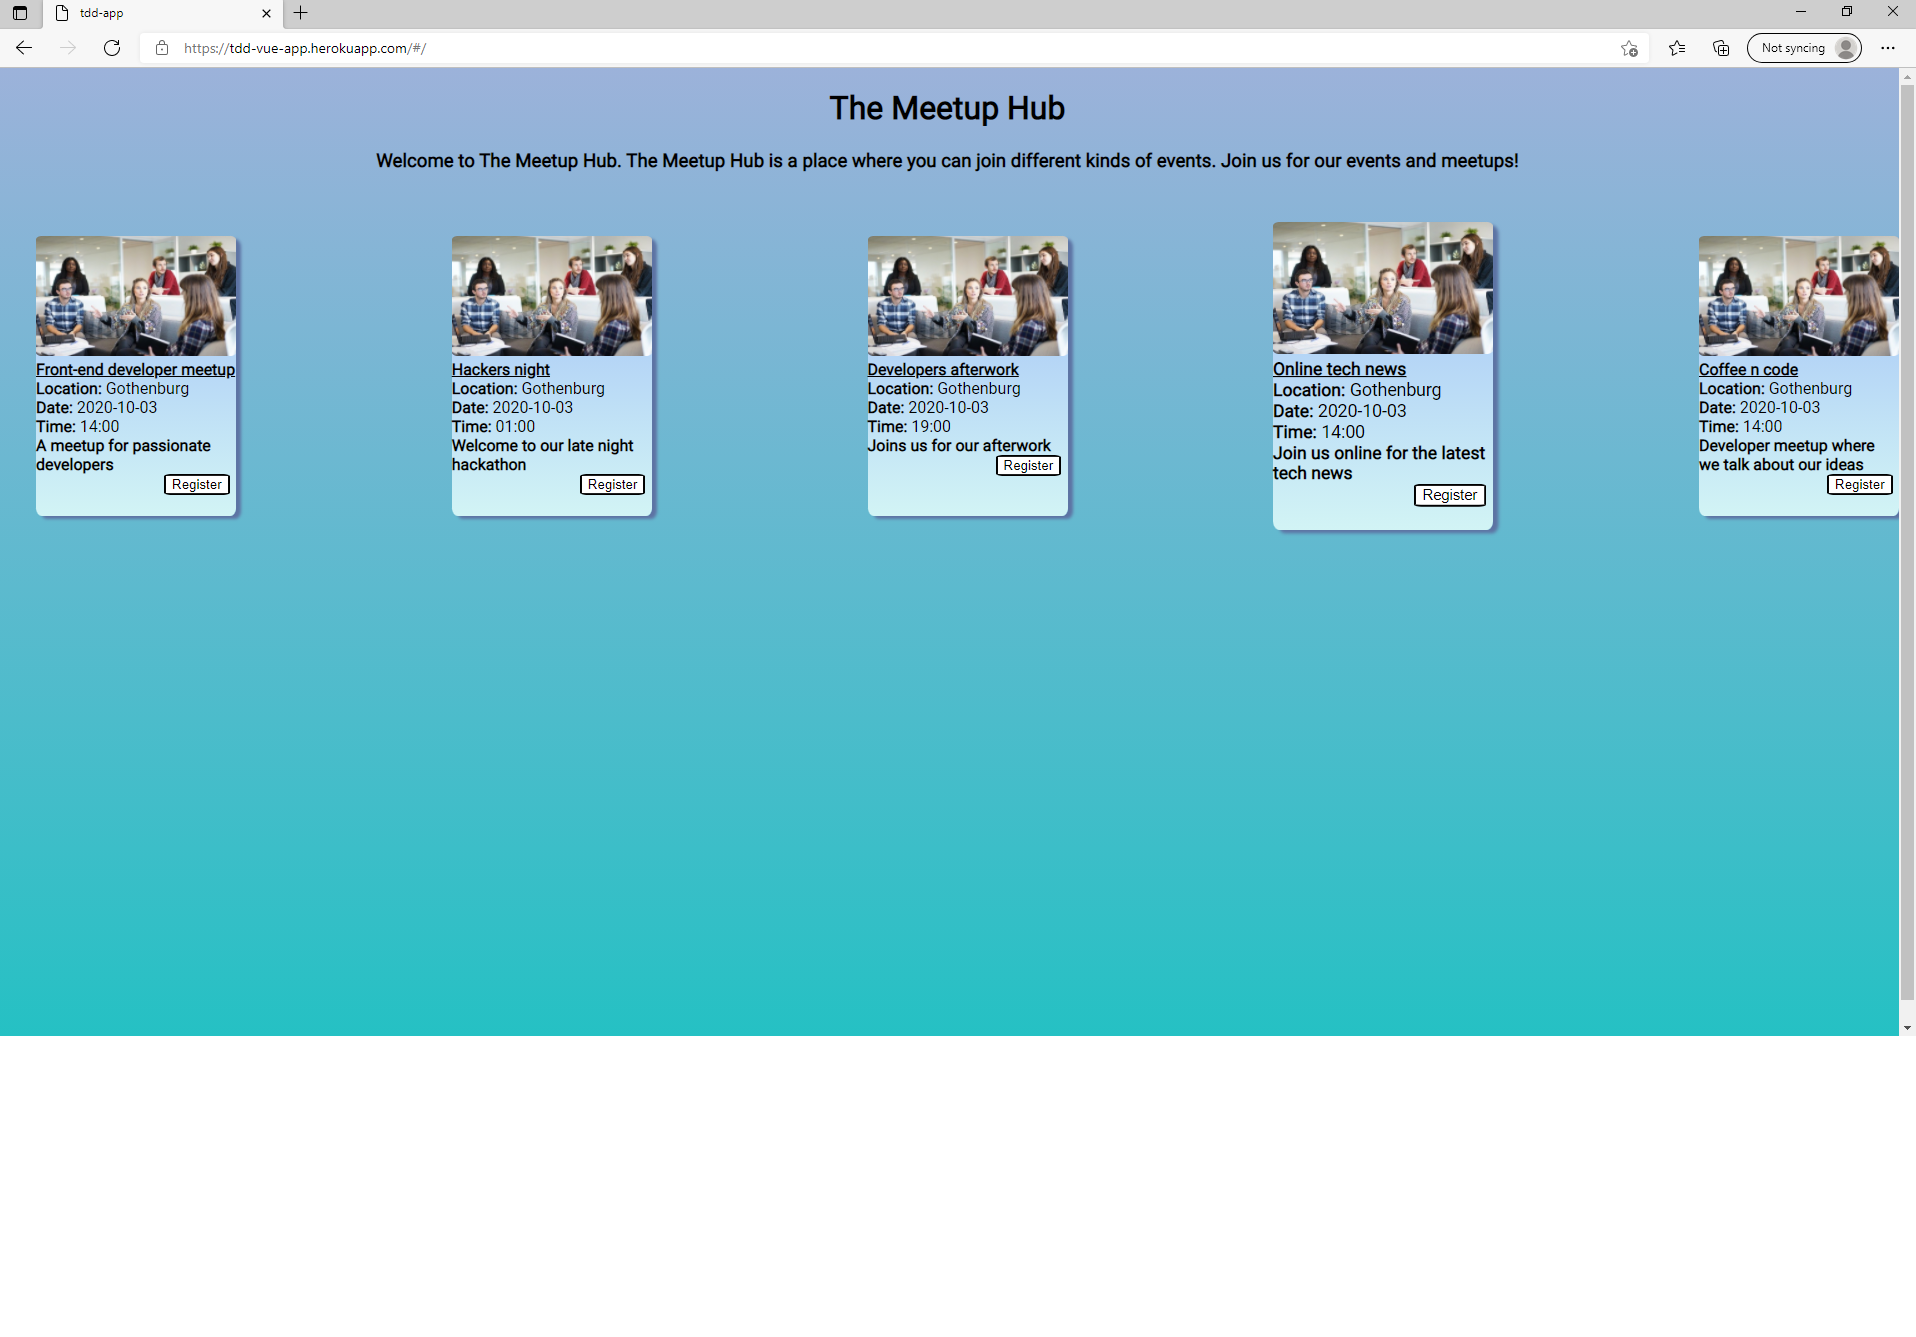 tdd-app
https://tdd-vue-app.herokuapp.com/#/
Not syncing
The Meetup Hub
Welcome to The Meetup Hub. The Meetup Hub is a place where you can join different kinds of events. Join us for our events and meetups!
Front-end developer meetup
Location: Gothenburg
Date: 2020-10-03
Time: 14:00
A meetup for passionate
developers
Register
Hackers night
Location: Gothenburg
Date: 2020-10-03
Time: 01:00
Welcome to our late night
hackathon
Register
Developers afterwork
Location: Gothenburg
Date: 2020-10-03
Time: 19:00
Joins us for our afterwork
Register
Online tech news
Location: Gothenburg
Date: 2020-10-03
Time: 14:00
Join us online for the latest
tech news
Register
Coffee n code
Location: Gothenburg
Date: 2020-10-03
Time: 14:00
Developer meetup where
we talk about our ideas
Register